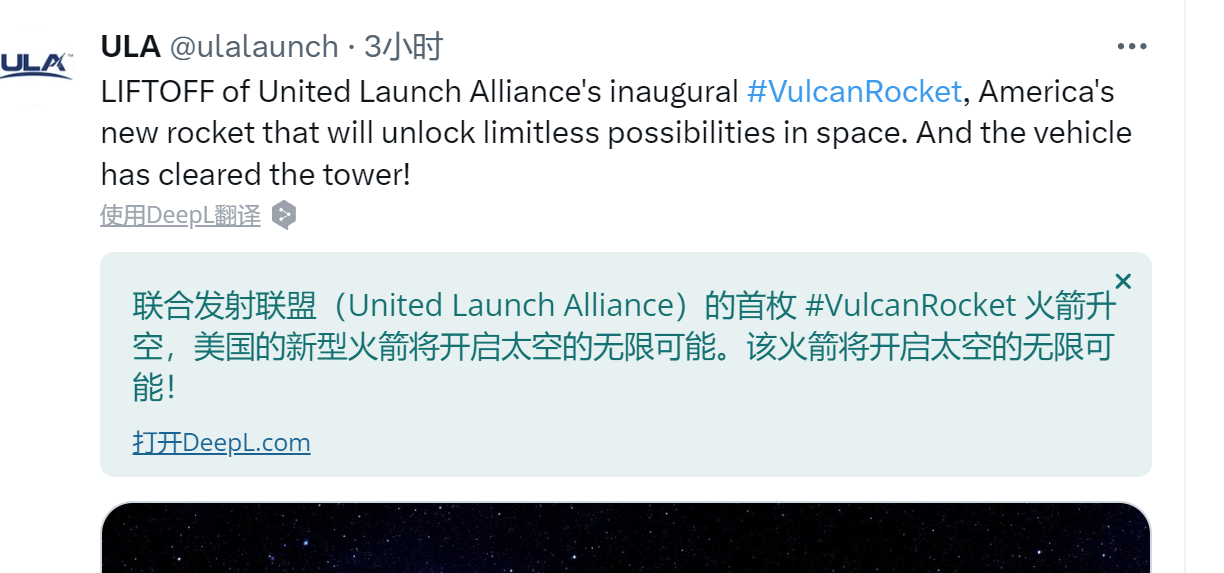 ULA™
ULA @ulalaunch · 3小时
LIFTOFF of United Launch Alliance's inaugural #VulcanRocket, America's
new rocket that will unlock limitless possibilities in space. And the vehicle
has cleared the tower!
使用DeepL翻译
联合发射联盟（United Launch Alliance）的首枚 #VulcanRocket 火箭升
空，美国的新型火箭将开启太空的无限可能。该火箭将开启太空的无限可
能！
打开DeepL.com